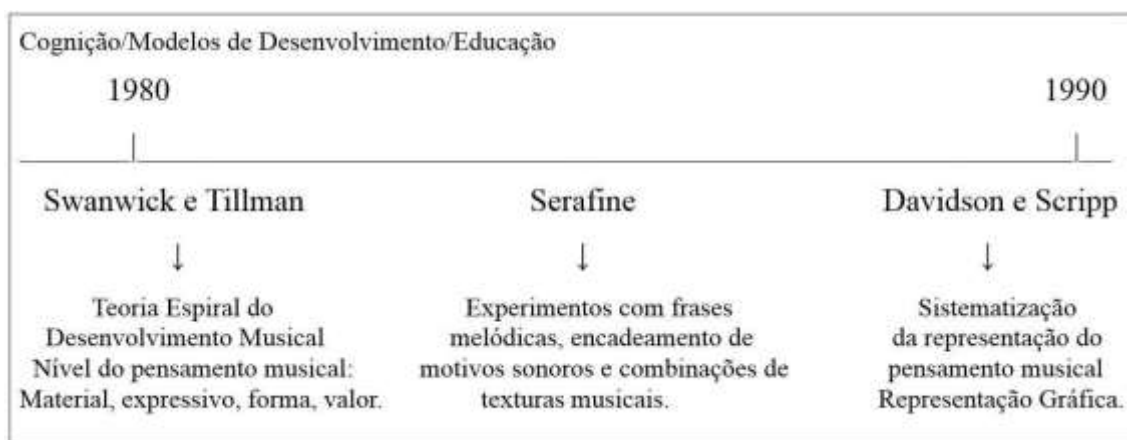 Cognição/Modelos de Desenvolvimento/Educação
1980 1990
Swanwick e Tillman Serafine Davidson e Scripp
↓ ↓ ↓
Teoria Espiral do
Desenvolvimento Musical
Nível do pensamento musical:
Material, expressivo, forma, valor.
Experimentos com frases
melódicas, encadeamento de
motivos sonoros e combinações de
texturas musicais.
Sistematização
da representação do
pensamento musical
Representação Gráfica.